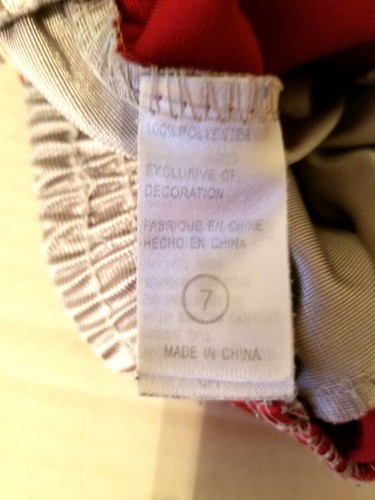 100% POLYESTER
EXCLUSIVE OF
DECORATION
FABRIQUE EN CHINE
HECHO EN CHINA
7
MADE IN CHINA